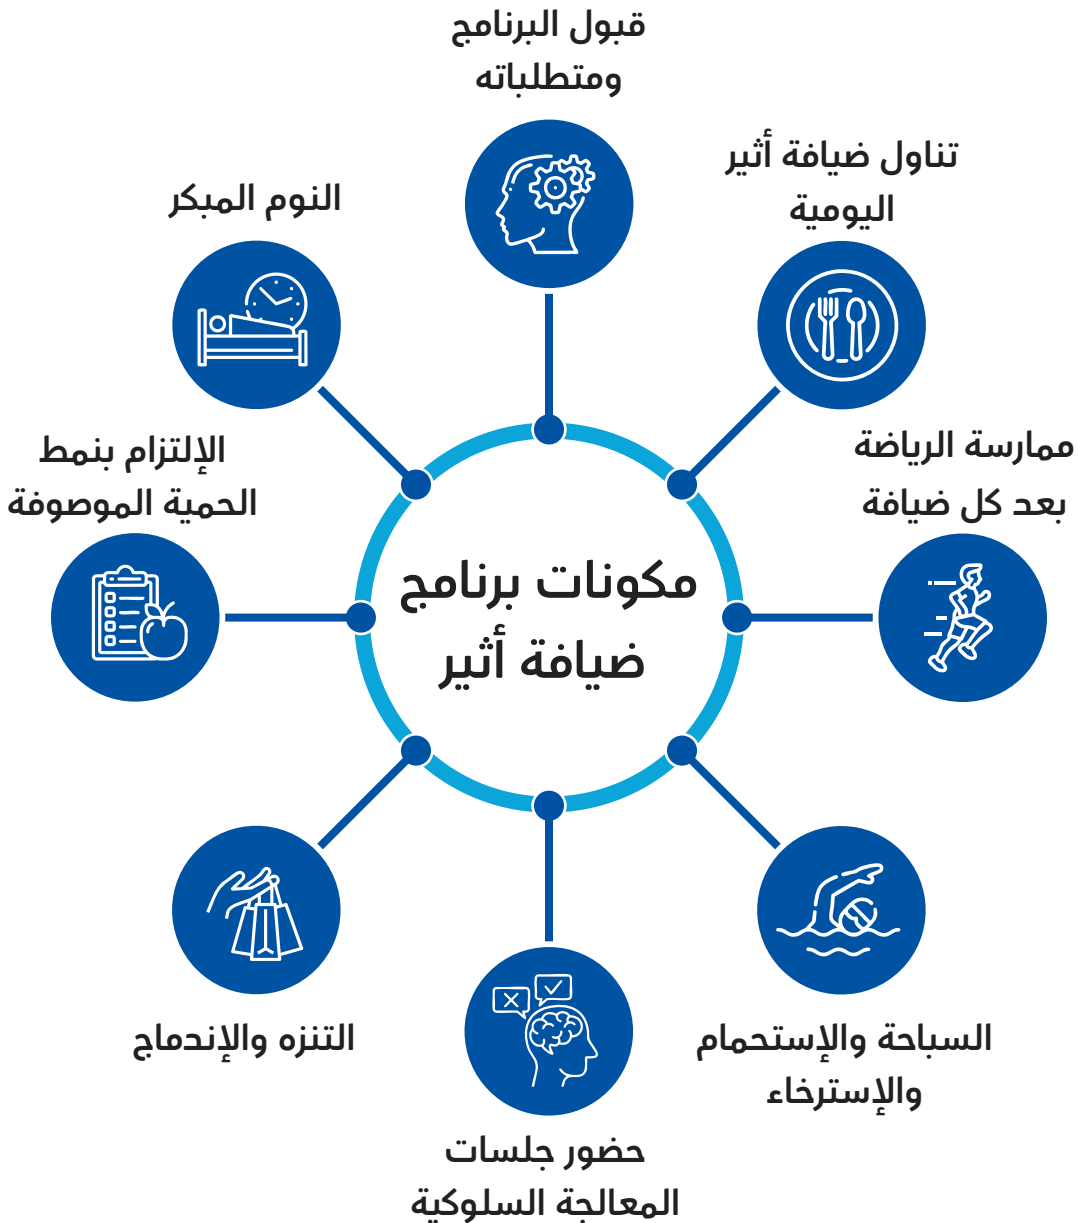 قبول البرنامج
ومتطلباته
تناول ضيافة أثير
اليومية
ممارسة الرياضة
بعد كل ضيافة
السباحة والإستحمام
والإسترخاء
حضور جلسات
المعالجة السلوكية
التنزه والإندماج
الإلتزام بنمط
الحمية الموصوفة
النوم المبكر
مكونات برنامج
ضيافة أثير